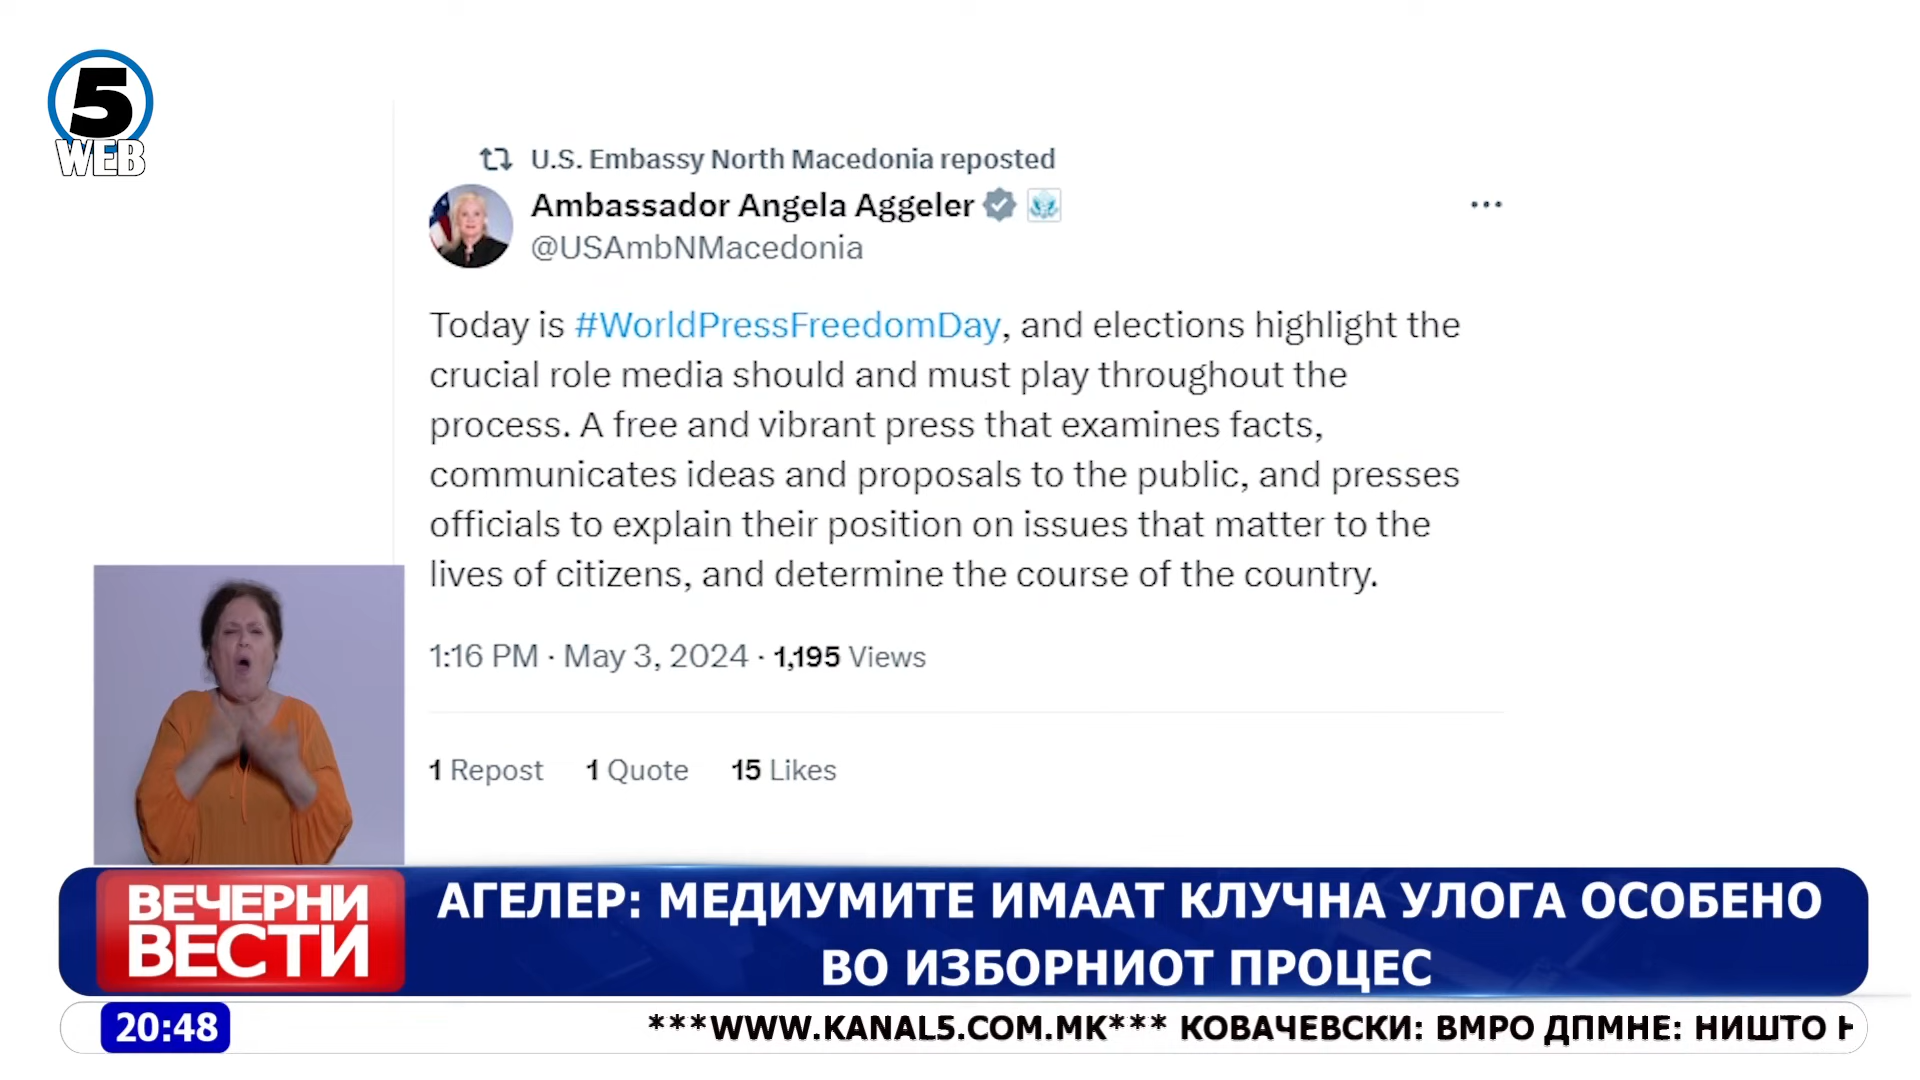 5
WEB
U.S. Embassy North Macedonia reposted
Ambassador Angela Aggeler
@USAmbNMacedonia
Today is #WorldPressFreedomDay, and elections highlight the
crucial role media should and must play throughout the
process. A free and vibrant press that examines facts,
communicates ideas and proposals to the public, and presses
officials to explain their position on issues that matter to the
lives of citizens, and determine the course of the country.
1:16 PM · May 3, 2024 · 1,195 Views
1 Repost 1 Quote 15 Likes
ВЕЧЕРНИ
ВЕСТИ
АГЕЛЕР: МЕДИУМИТЕ ИМААТ КЛУЧНА УЛОГА ОСОБЕНО
ВО ИЗБОРНИОТ ПРОЦЕС
20:48
***WWW.KANAL5.COM.MK*** КОВАЧЕВСКИ: ВМРО ДПМНЕ: НИШТО